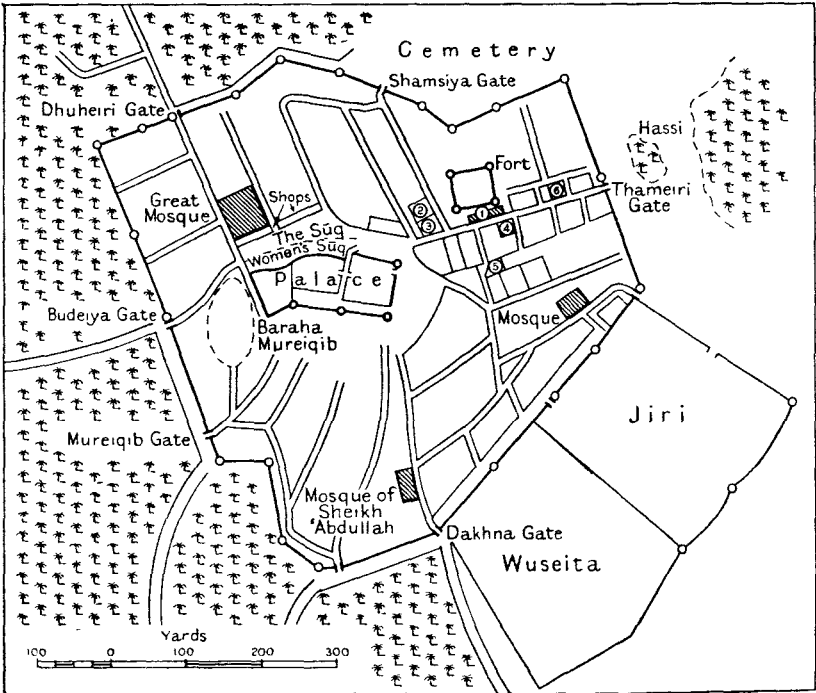 Cemetery
Shamsiya Gate
Dhuheiri Gate
Hassi
Fort
Thameiri
Gate
Great
Mosque
Shops
The Sūq
Women's Sūq
Palace
1
2
3
4
5
6
Budeiya Gate
Baraha
Mureiqib
Mosque
Jiri
Mureiqib Gate
Mosque of
Sheikh
'Abdullah
Dakhna Gate
Wuseita
Yards
100 0 100 200 300